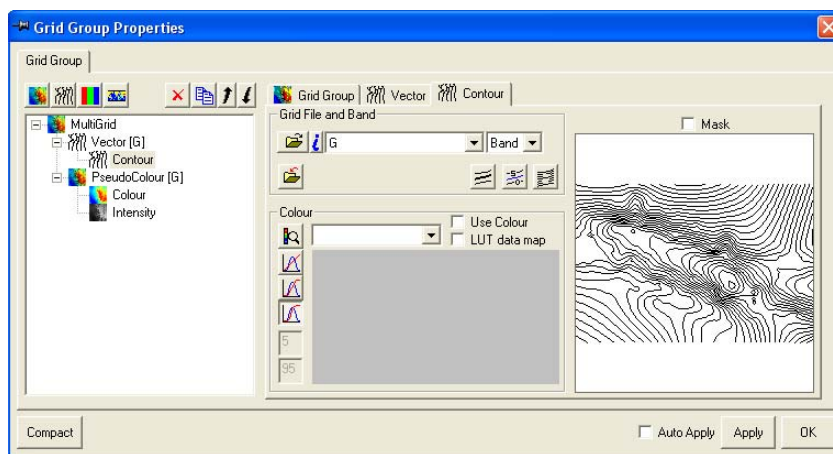 Grid Group Properties
Grid Group
MultiGrid
Vector [G]
Contour
PseudoColour [G]
Colour
Intensity
Grid Group
Vector
Contour
Grid File and Band
G
Band
Colour
Use Colour
LUT data map
5
95
Mask
Compact
Auto Apply
Apply
OK